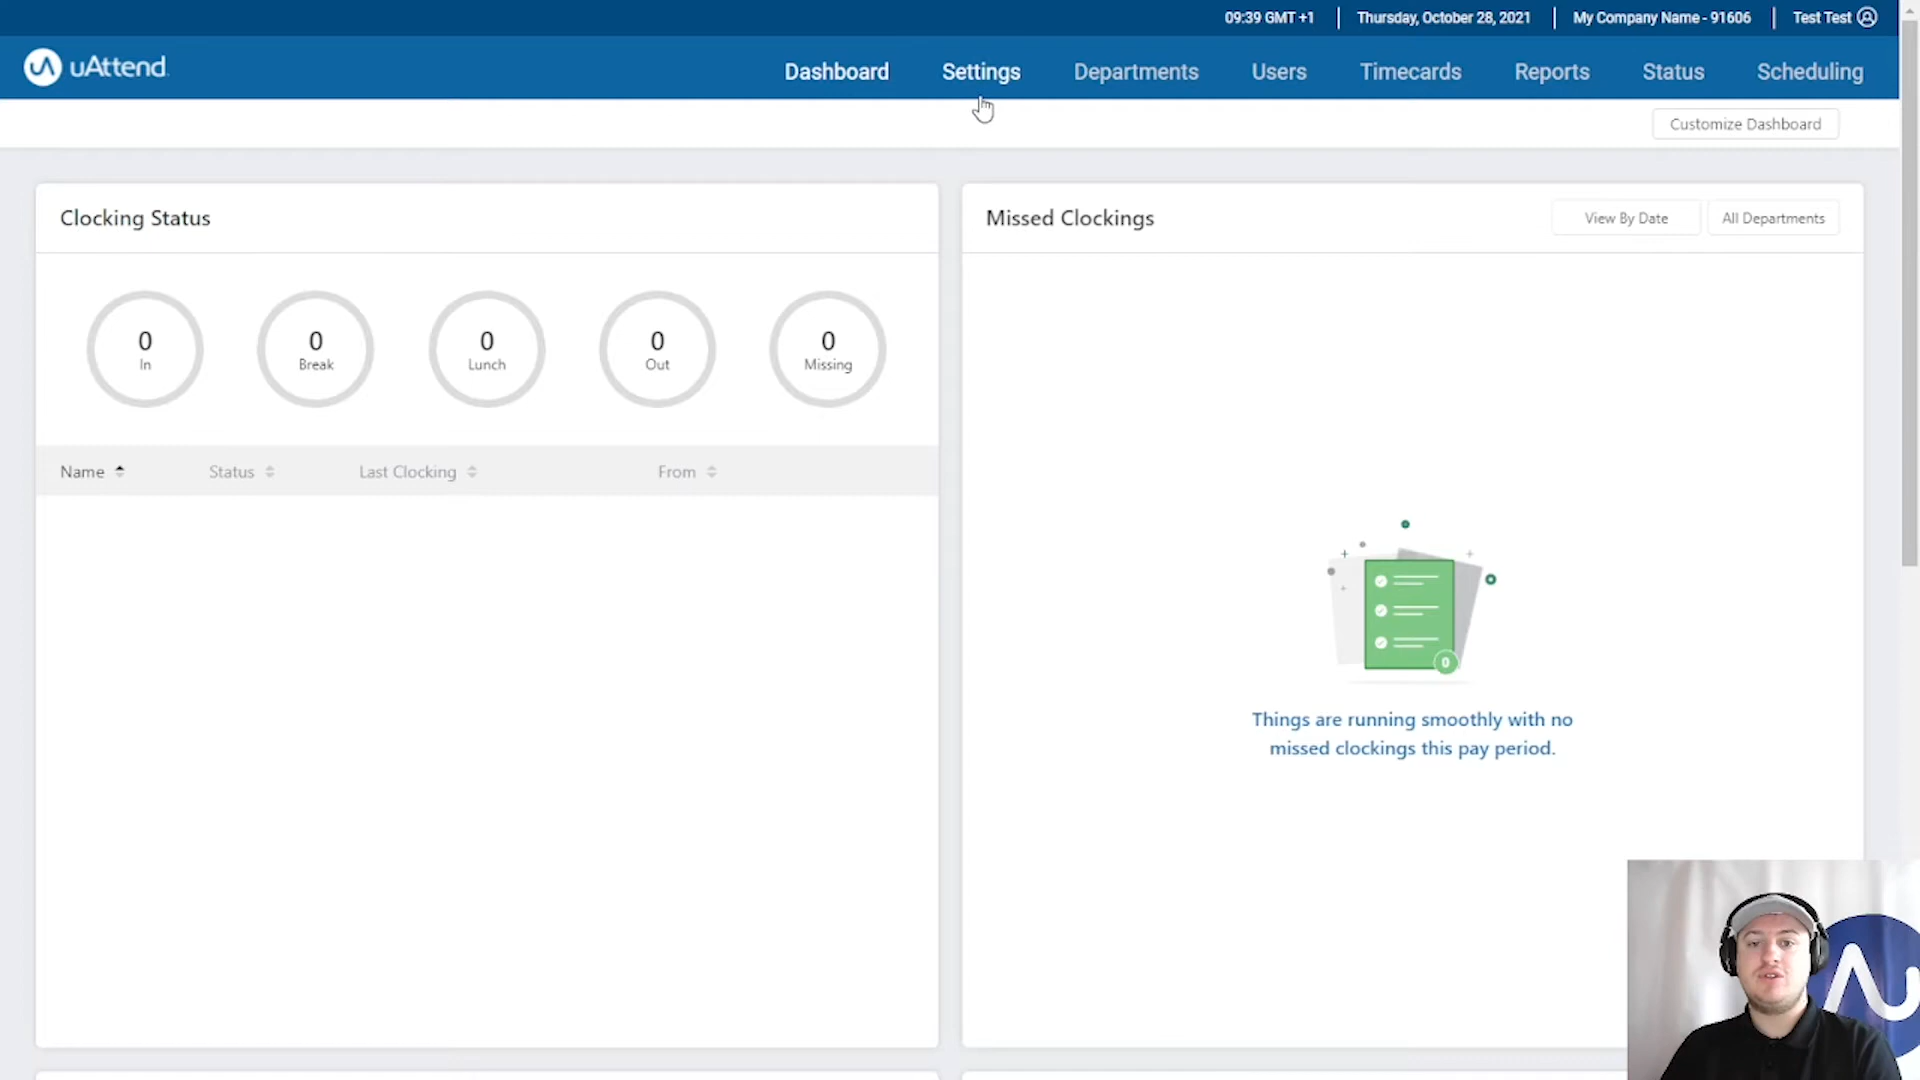 09:39 GMT +1
Thursday, October 28, 2021
My Company Name - 91606
Test Test
uAttend
Dashboard
Settings
Departments
Users
Timecards
Reports
Status
Scheduling
Customize Dashboard
Clocking Status
0
In
0
Break
0
Lunch
0
Out
0
Missing
Name
Status
Last Clocking
From
Missed Clockings
View By Date
All Departments
0
Things are running smoothly with no
missed clockings this pay period.